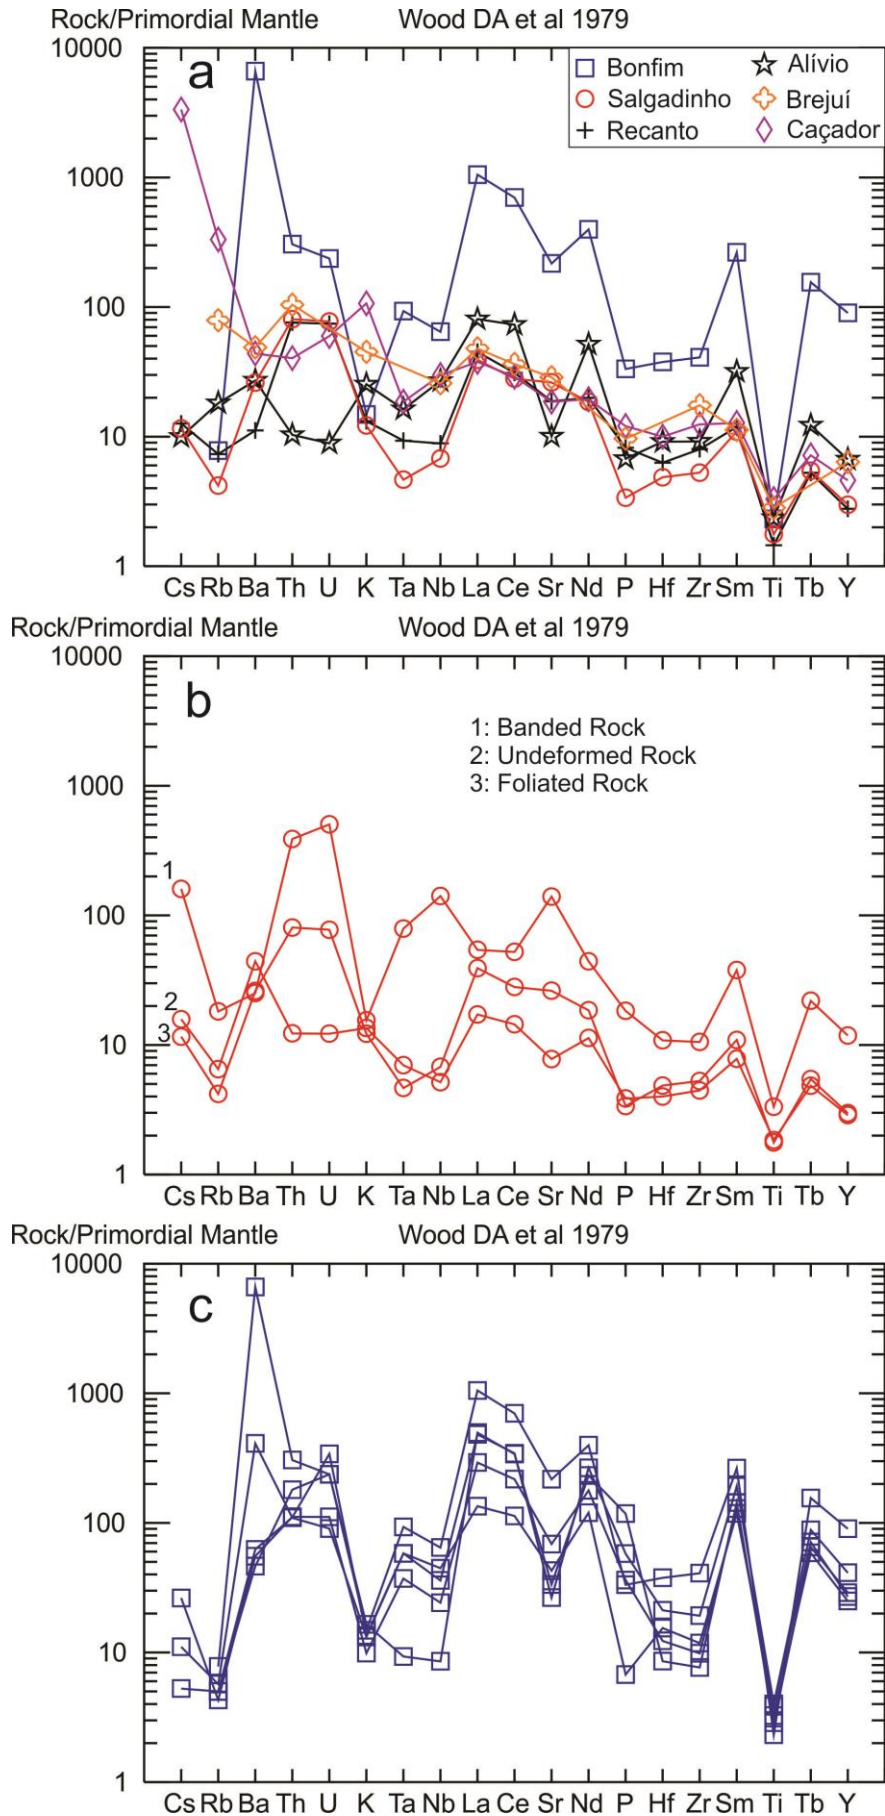 Rock/Primordial Mantle Wood DA et al 1979
10000
a
Bonfim Alívio
Salgadinho Brejuí
Recanto Caçador
1000
100
10
1
Cs Rb Ba Th U K Ta Nb La Ce Sr Nd P Hf Zr Sm Ti Tb Y
Rock/Primordial Mantle Wood DA et al 1979
10000
b
1: Banded Rock
2: Undeformed Rock
3: Foliated Rock
1000
1
100
2
3
10
1
Cs Rb Ba Th U K Ta Nb La Ce Sr Nd P Hf Zr Sm Ti Tb Y
Rock/Primordial Mantle Wood DA et al 1979
10000
c
1000
100
10
1
Cs Rb Ba Th U K Ta Nb La Ce Sr Nd P Hf Zr Sm Ti Tb Y